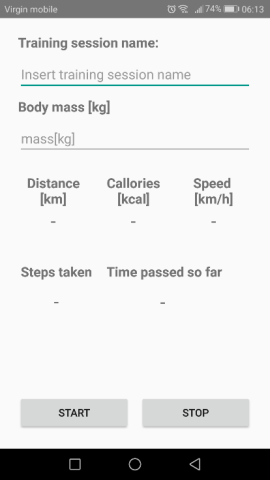 Virgin mobile 74% 06:13
Training session name:
Insert training session name
Body mass [kg]
mass[kg]
Distance Callories Speed
[km] [kcal] [km/h]
- - -
Steps taken Time passed so far
- -
START STOP